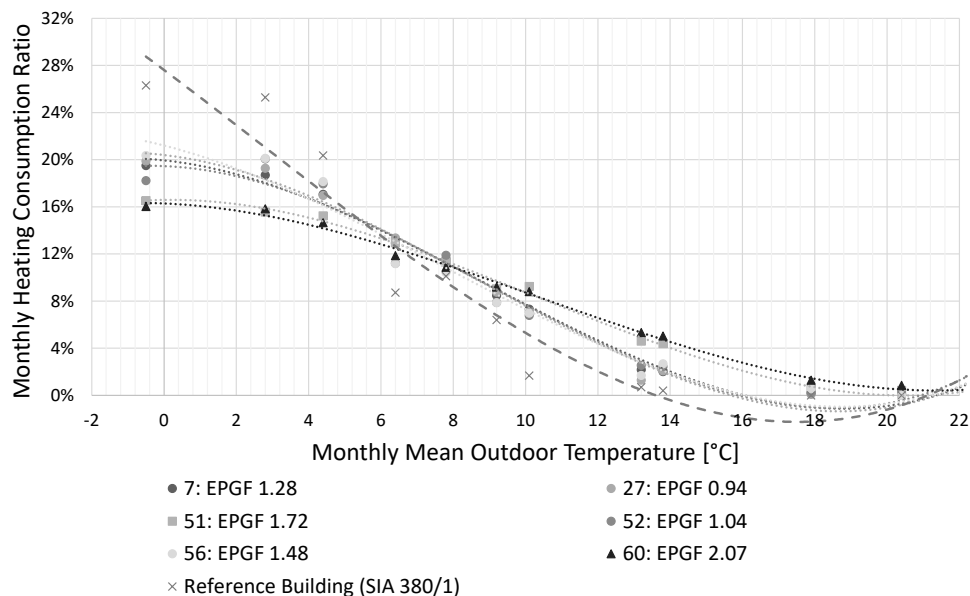 32%
28%
24%
20%
16%
12%
8%
4%
0%
-2 0 2 4 6 8 10 12 14 16 18 20 22
Monthly Heating Consumption Ratio
Monthly Mean Outdoor Temperature [°C]
7: EPGF 1.28
27: EPGF 0.94
51: EPGF 1.72
52: EPGF 1.04
56: EPGF 1.48
60: EPGF 2.07
Reference Building (SIA 380/1)